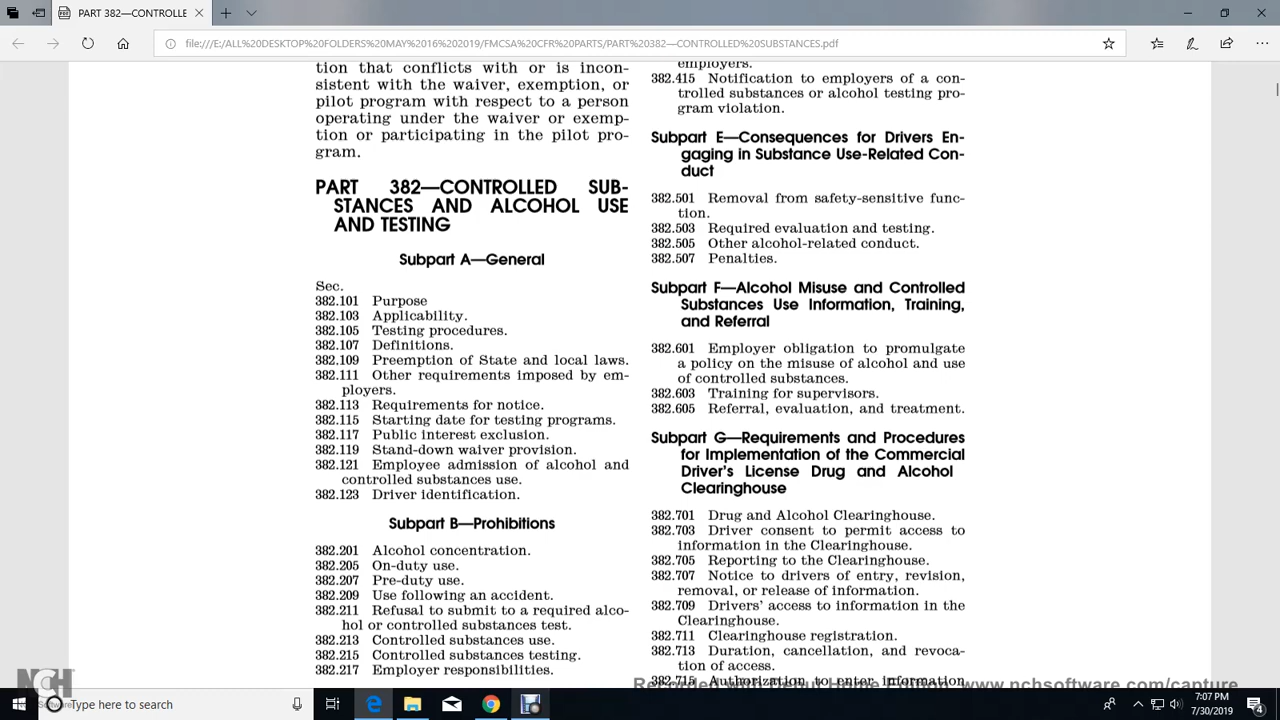 PART 382—CONTROLLED
file:///E:/ALL%20DESKTOP%20FOLDERS%20MAY%2016%202019/FMCSA%20CFR%20PARTS/PART%20382—CONTROLLED%20SUBSTANCES.pdf
tion that conflicts with or is incon-
sistent with the waiver, exemption, or
pilot program with respect to a person
operating under the waiver or exemp-
tion or participating in the pilot pro-
gram.
PART 382—CONTROLLED SUB-
STANCES AND ALCOHOL USE
AND TESTING
Subpart A—General
Sec.
382.101 Purpose
382.103 Applicability.
382.105 Testing procedures.
382.107 Definitions.
382.109 Preemption of State and local laws.
382.111 Other requirements imposed by em-
ployers.
382.113 Requirements for notice.
382.115 Starting date for testing programs.
382.117 Public interest exclusion.
382.119 Stand-down waiver provision.
382.121 Employee admission of alcohol and
controlled substances use.
382.123 Driver identification.
Subpart B—Prohibitions
382.201 Alcohol concentration.
382.205 On-duty use.
382.207 Pre-duty use.
382.209 Use following an accident.
382.211 Refusal to submit to a required alco-
hol or controlled substances test.
382.213 Controlled substances use.
382.215 Controlled substances testing.
382.217 Employer responsibilities.
employers.
382.415 Notification to employers of a con-
trolled substances or alcohol testing pro-
gram violation.
Subpart E—Consequences for Drivers En-
gaging in Substance Use-Related Con-
duct
382.501 Removal from safety-sensitive func-
tion.
382.503 Required evaluation and testing.
382.505 Other alcohol-related conduct.
382.507 Penalties.
Subpart F—Alcohol Misuse and Controlled
Substances Use Information, Training,
and Referral
382.601 Employer obligation to promulgate
a policy on the misuse of alcohol and use
of controlled substances.
382.603 Training for supervisors.
382.605 Referral, evaluation, and treatment.
Subpart G—Requirements and Procedures
for Implementation of the Commercial
Driver's License Drug and Alcohol
Clearinghouse
382.701 Drug and Alcohol Clearinghouse.
382.703 Driver consent to permit access to
information in the Clearinghouse.
382.705 Reporting to the Clearinghouse.
382.707 Notice to drivers of entry, revision,
removal, or release of information.
382.709 Drivers' access to information in the
Clearinghouse.
382.711 Clearinghouse registration.
382.713 Duration, cancellation, and revoca-
tion of access.
382.715 Authorization to enter information
NCH
Software
Type here to search
7:07 PM
7/30/2019